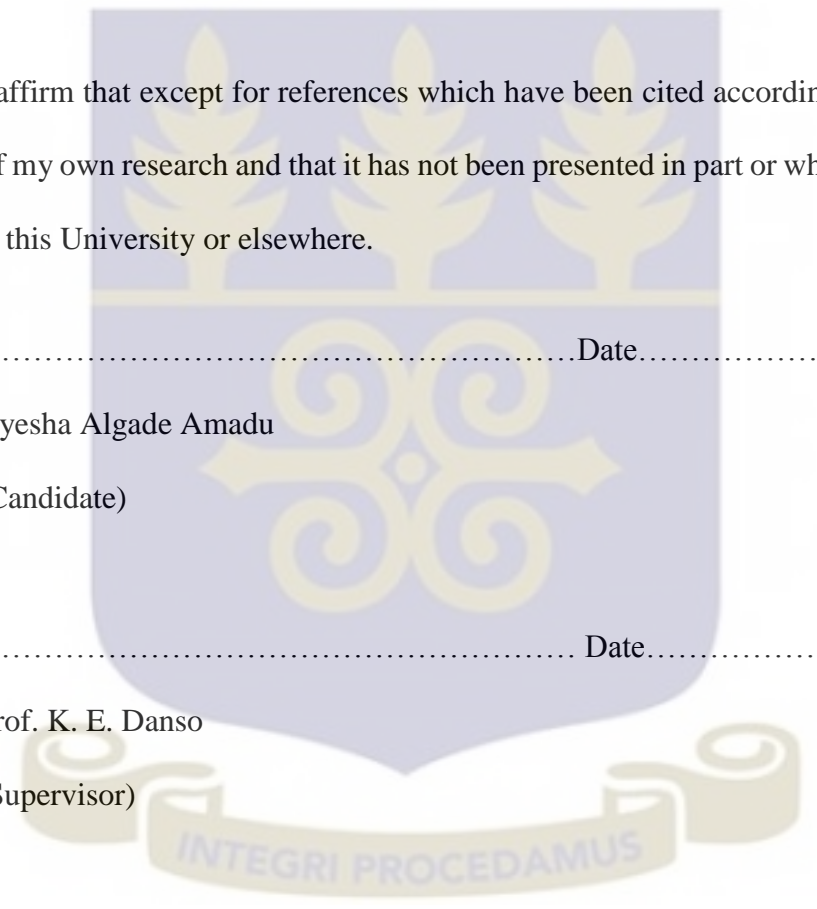 affirm that except for references which have been cited accordin
f my own research and that it has not been presented in part or wh
this University or elsewhere.
……………………………………………………Date………………
yesha Algade Amadu
Candidate)
…………………………………………………… Date………………
rof. K. E. Danso
Supervisor)
INTEGRI PROCEDAMUS